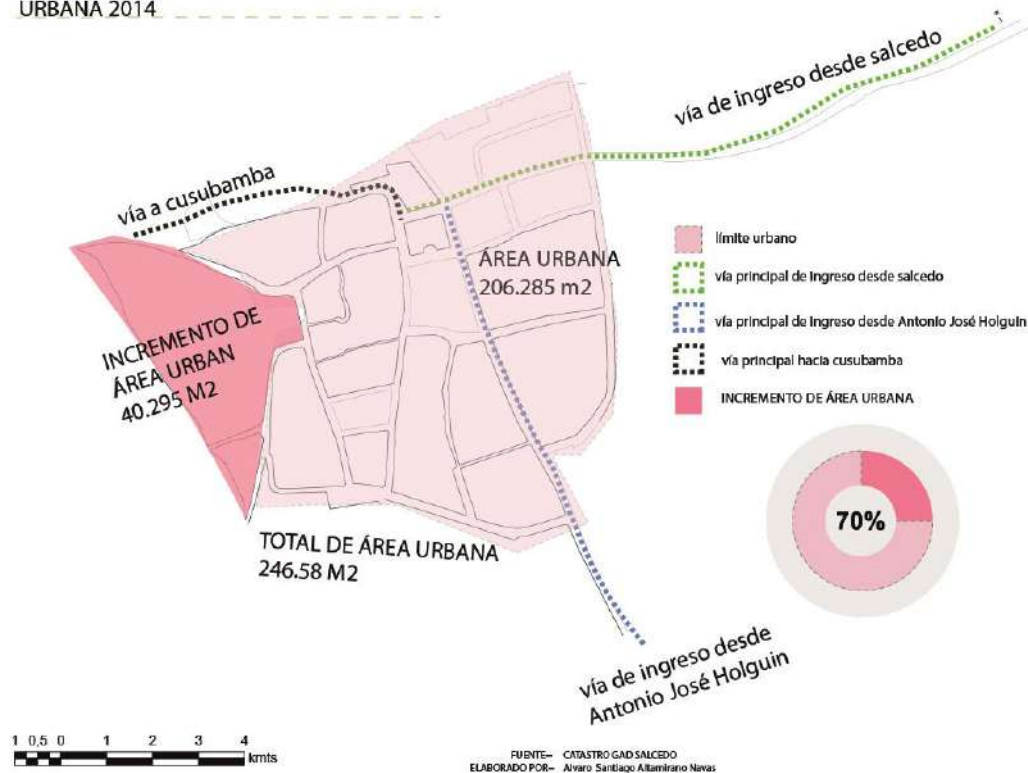 URBANA 2014
vía de ingreso desde salcedo
vía a cusubamba
ÁREA URBANA
206.285 m2
INCREMENTO DE
ÁREA URBAN
40.295 M2
TOTAL DE ÁREA URBANA
246.58 M2
vía de ingreso desde
Antonio José Holguin
límite urbano
vía principal de ingreso desde salcedo
vía principal de ingreso desde Antonio José Holguin
vía principal hacia cusubamba
INCREMENTO DE ÁREA URBANA
70%
1 0,5 0 1 2 3 4
kmts
FUENTE– CATASTRO GAD SALCEDO
ELABORADO POR– Alvaro Santiago Altamirano Navas